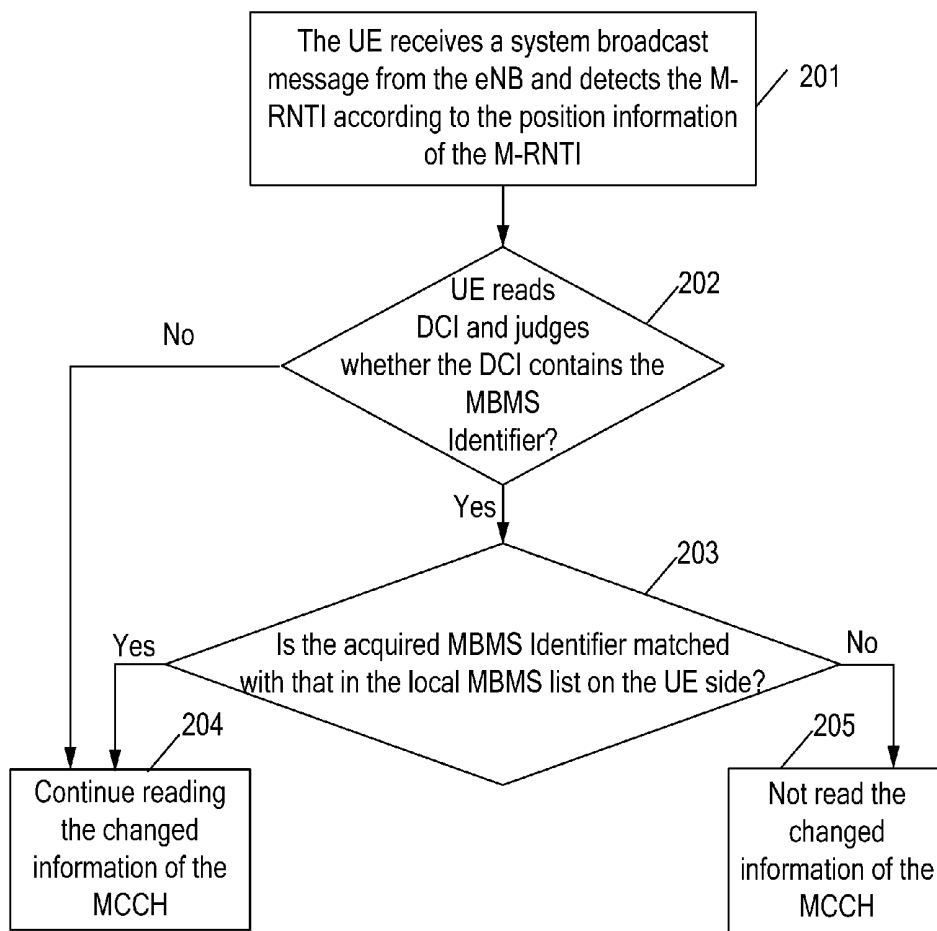 The UE receives a system broadcast
message from the eNB and detects the M-
RNTI according to the position information
of the M-RNTI
201
UE reads
DCI and judges
whether the DCI contains the
MBMS
Identifier?
202
No
Yes
203
Is the acquired MBMS Identifier matched
with that in the local MBMS list on the UE side?
Yes
No
204
Continue reading
the changed
information of the
MCCH
205
Not read the
changed
information of the
MCCH